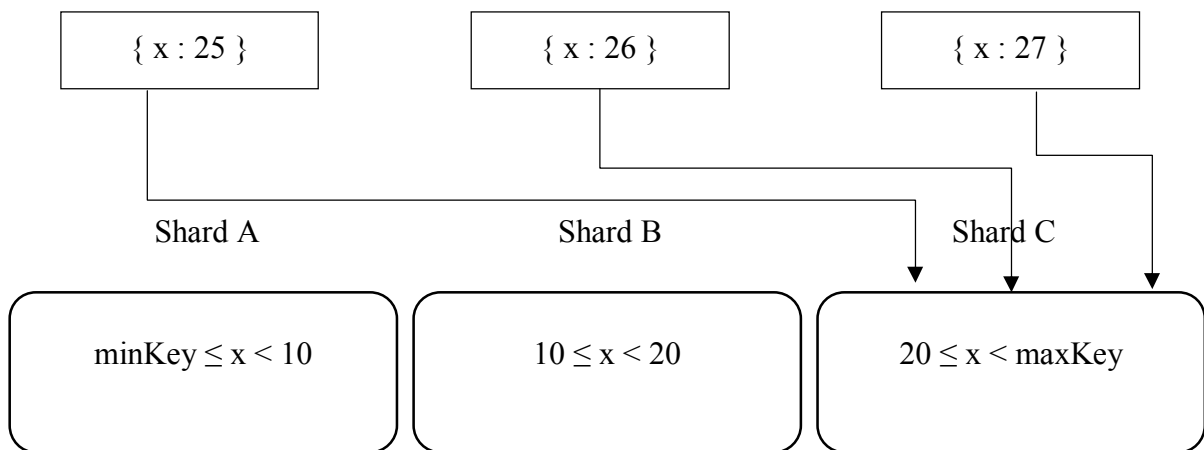 { x : 25 }
{ x : 26 }
{ x : 27 }
Shard A
Shard B
Shard C
minKey ≤ x < 10
10 ≤ x < 20
20 ≤ x < maxKey